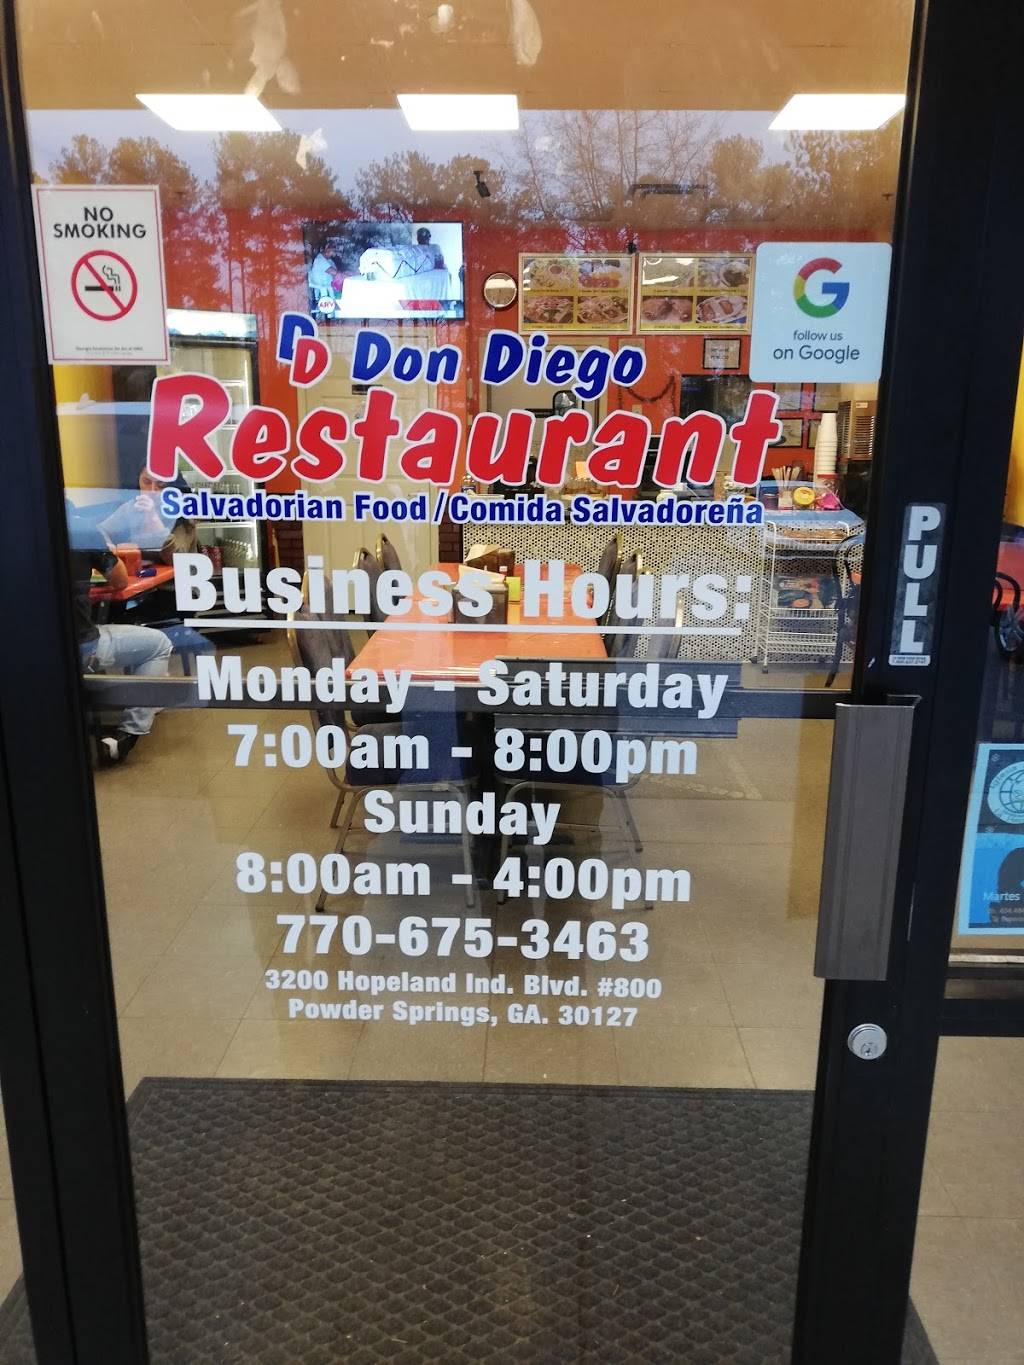 NO
SMOKING
G
follow us
on Google
DD Don Diego
Restaurant
Salvadorian Food/Comida Salvadoreña
Business Hours:
Monday - Saturday
7:00am - 8:00pm
Sunday
8:00am - 4:00pm
770-675-3463
3200 Hopeland Ind. Blvd. #800
Powder Springs, GA. 30127
PULL
Martes